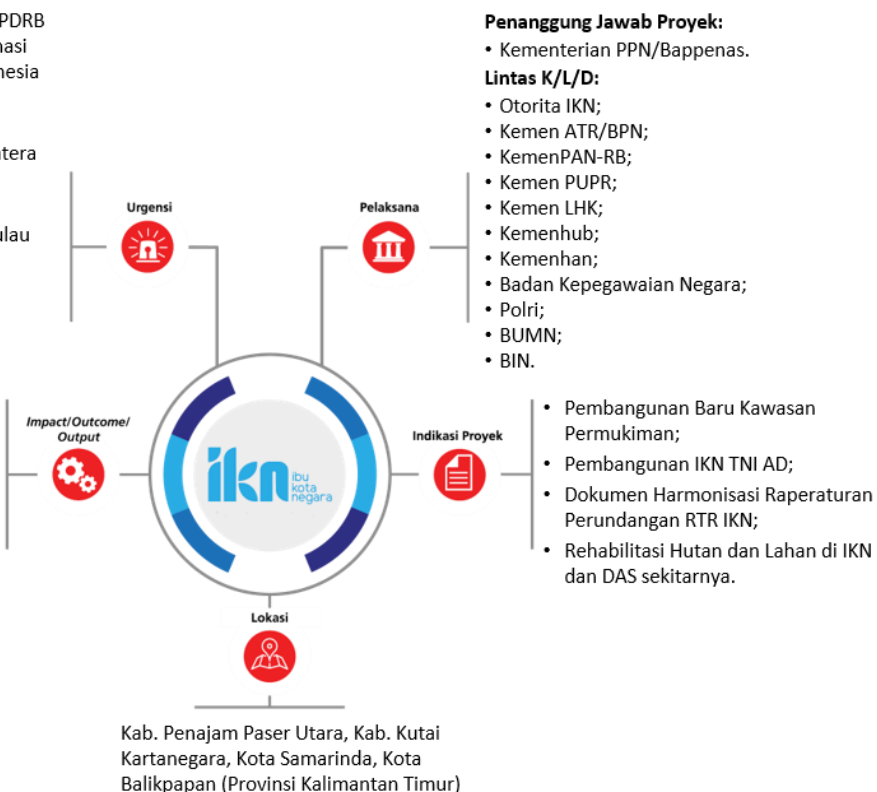 PDRB
nesia
Urgensi
Penanggung Jawab Proyek:
• Kementerian PPN/Bappenas.
Lintas K/L/D:
• Otorita IKN;
• Kemen ATR/BPN;
• KemenPAN-RB;
• Kemen PUPR;
• Kemen LHK;
• Kemenhub;
• Kemenhan;
• Badan Kepegawaian Negara;
• Polri;
• BUMN;
• BIN.
Pelaksana
Impact/Outcome/
Output
ikn ibu
kota
negara
Indikasi Proyek
• Pembangunan Baru Kawasan
Permukiman;
• Pembangunan IKN TNI AD;
• Dokumen Harmonisasi Raperaturan
Perundangan RTR IKN;
• Rehabilitasi Hutan dan Lahan di IKN
dan DAS sekitarnya.
Lokasi
Kab. Penajam Paser Utara, Kab. Kutai
Kartanegara, Kota Samarinda, Kota
Balikpapan (Provinsi Kalimantan Timur)